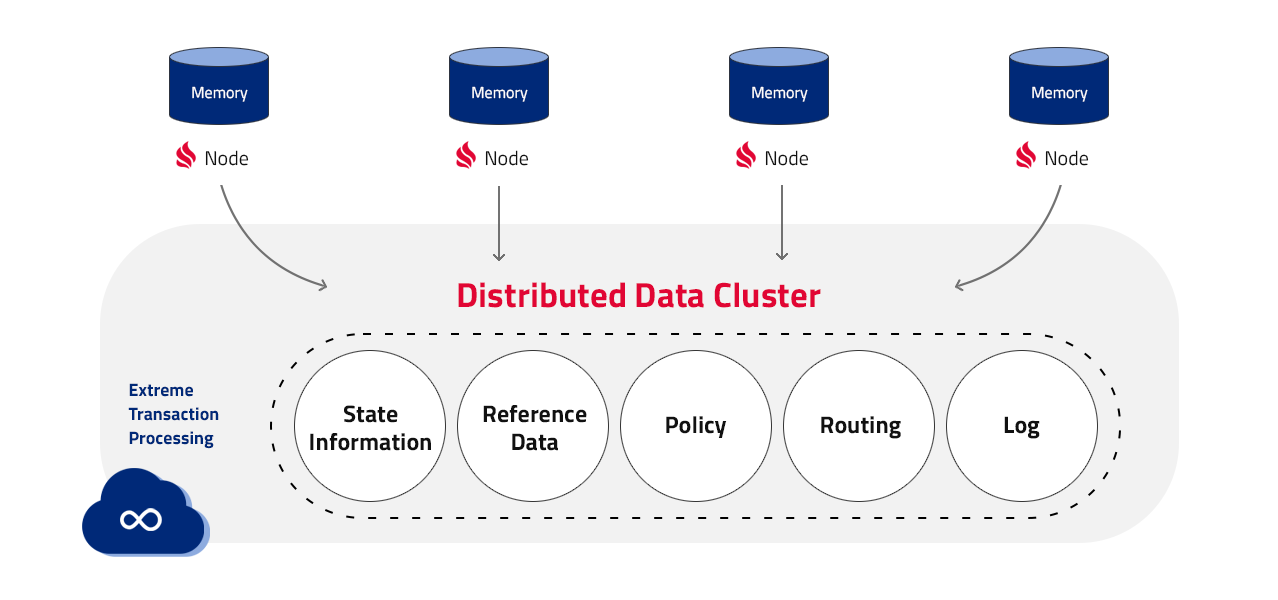 Memory
Memory
Memory
Memory
Node
Node
Node
Node
Distributed Data Cluster
Extreme
Transaction
Processing
State
Information
Reference
Data
Policy
Routing
Log